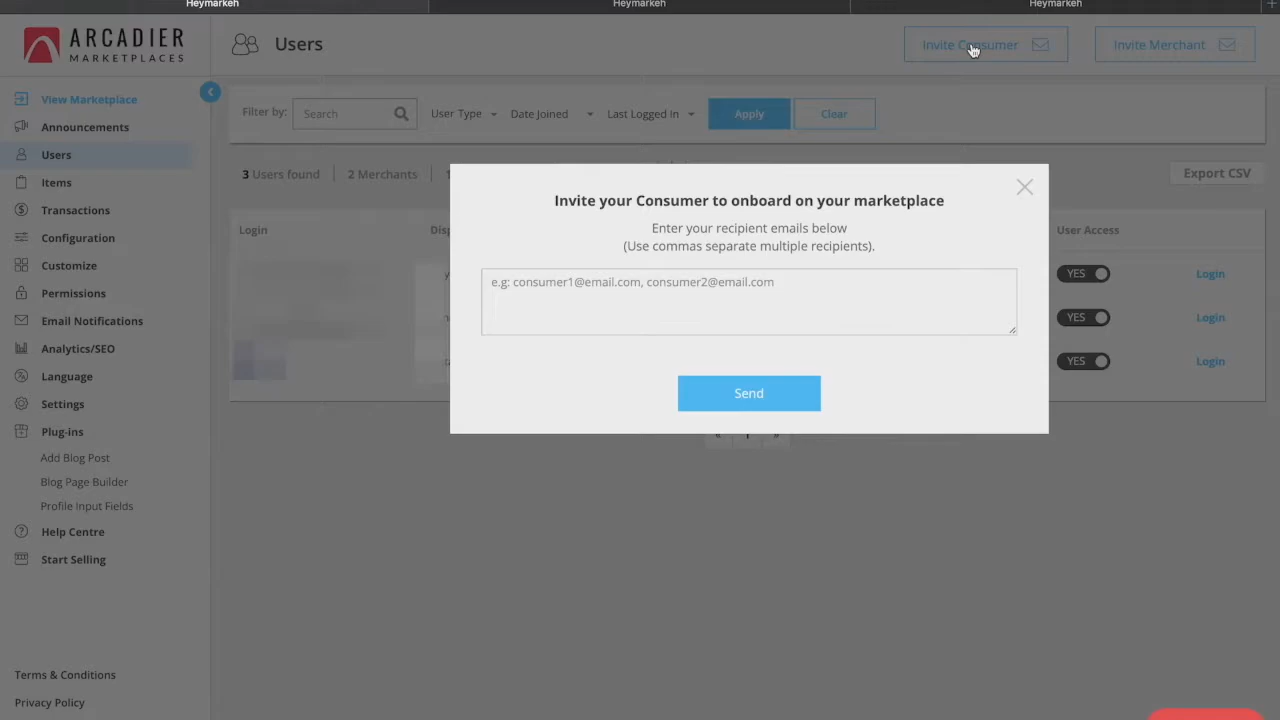 Heymarkeh
Heymarkeh
Heymarkeh
ARCADIER
MARKETPLACES
Users
Invite Consumer
Invite Merchant
View Marketplace
Announcements
Users
Items
Transactions
Configuration
Customize
Permissions
Email Notifications
Analytics/SEO
Language
Settings
Plug-ins
Add Blog Post
Blog Page Builder
Profile Input Fields
Help Centre
Start Selling
Terms & Conditions
Privacy Policy
Filter by:
Search
User Type
Date Joined
Last Logged In
Apply
Clear
3 Users found
2 Merchants
Export CSV
Login
User Access
YES
Login
YES
Login
YES
Login
Invite your Consumer to onboard on your marketplace
Enter your recipient emails below
(Use commas separate multiple recipients).
e.g: consumer1@email.com, consumer2@email.com
Send